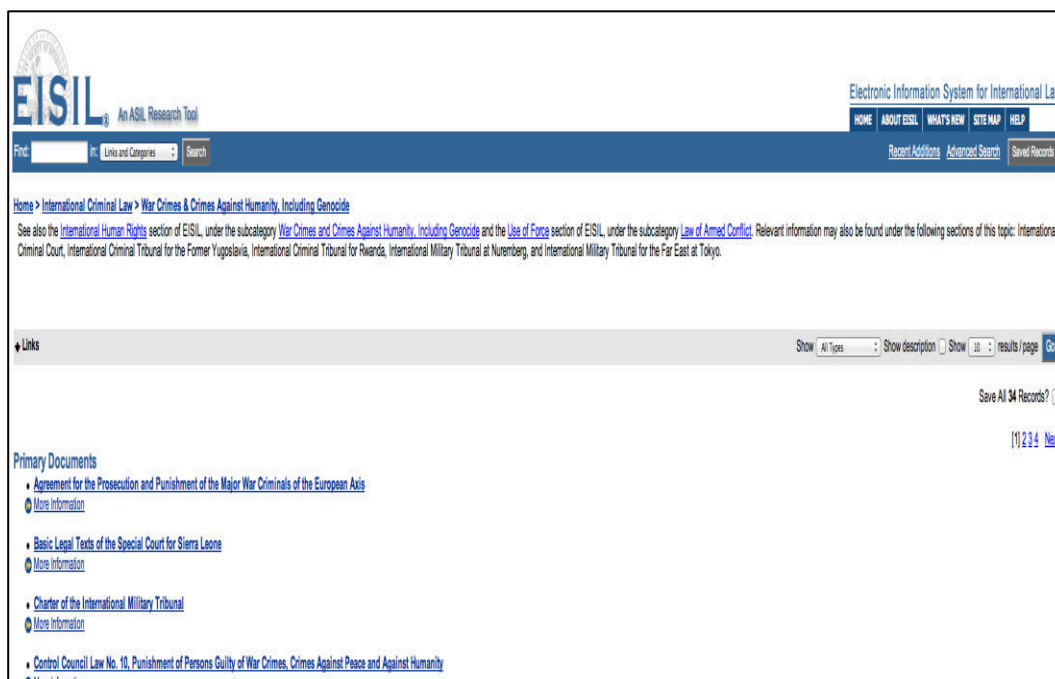 EISIL® An ASIL Research Tool
Electronic Information System for International La
HOME ABOUT EISIL WHAT'S NEW SITE MAP HELP
Find: in: Links and Categories Search Recent Additions Advanced Search Saved Records
Home > International Criminal Law > War Crimes & Crimes Against Humanity, Including Genocide
See also the International Human Rights section of EISIL, under the subcategory War Crimes and Crimes Against Humanity, Including Genocide and the Use of Force section of EISIL, under the subcategory Law of Armed Conflict. Relevant information may also be found under the following sections of this topic: Internationa
Criminal Court, International Criminal Tribunal for the Former Yugoslavia, International Criminal Tribunal for Rwanda, International Military Tribunal at Nuremberg, and International Military Tribunal for the Far East at Tokyo.
Links Show All Types Show description Show 10 results / page Go
Save All 34 Records?
[1] 2 3 4 Ne
Primary Documents
• Agreement for the Prosecution and Punishment of the Major War Criminals of the European Axis
More Information
• Basic Legal Texts of the Special Court for Sierra Leone
More Information
• Charter of the International Military Tribunal
More Information
• Control Council Law No. 10, Punishment of Persons Guilty of War Crimes, Crimes Against Peace and Against Humanity